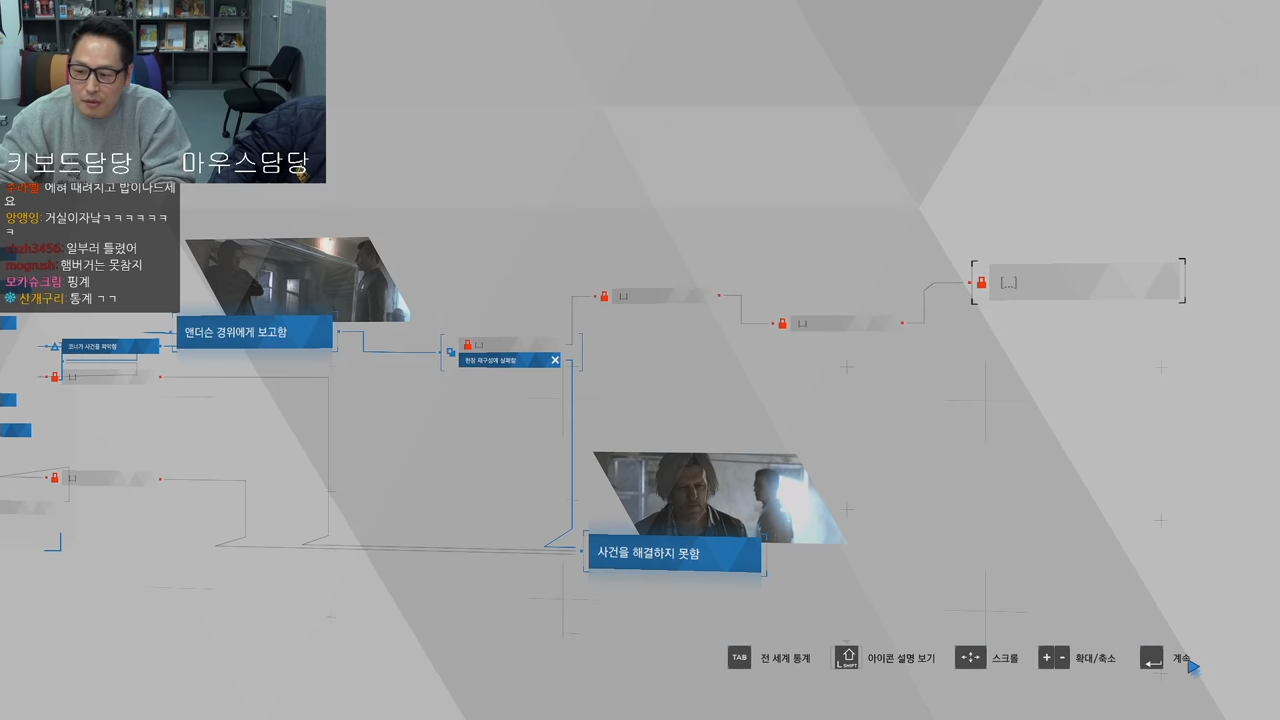 키보드담당
마우스담당
에혀 때려치고 밥이나드세
요
앙앵잉: 거실이자낰ㅋㅋㅋㅋㅋㅋ
ㅋ
일부러 틀렸어
mogrush: 햄버거는 못참지
모카슈크림: 핑계
산개구리: 통계 ㄱㄱ
[...]
[...]
[...]
앤더슨 경위에게 보고함
[...]
코너가 사건을 파악함
현장 재구성에 실패함
[...]
[...]
사건을 해결하지 못함
TAB 전 세계 통계
L SHIFT 아이콘 설명 보기
스크롤
+ - 확대/축소
계속